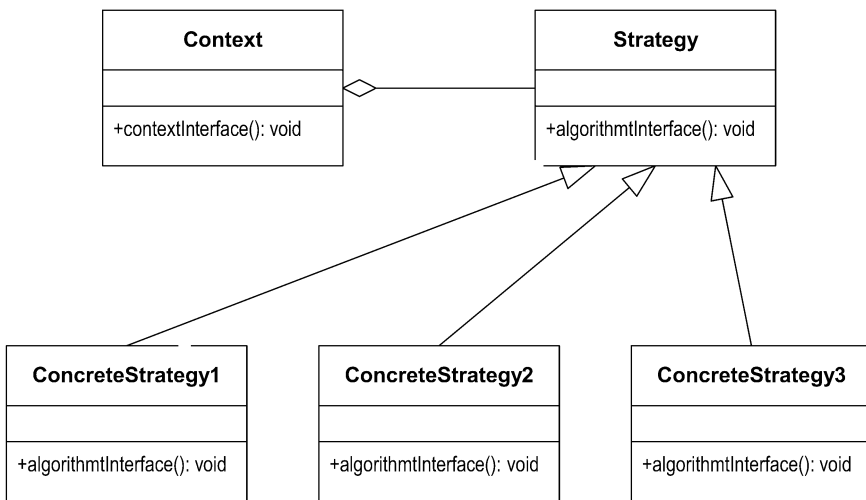 Context
+contextInterface(): void
Strategy
+algorithmtInterface(): void
ConcreteStrategy1
+algorithmtInterface(): void
ConcreteStrategy2
+algorithmtInterface(): void
ConcreteStrategy3
+algorithmtInterface(): void